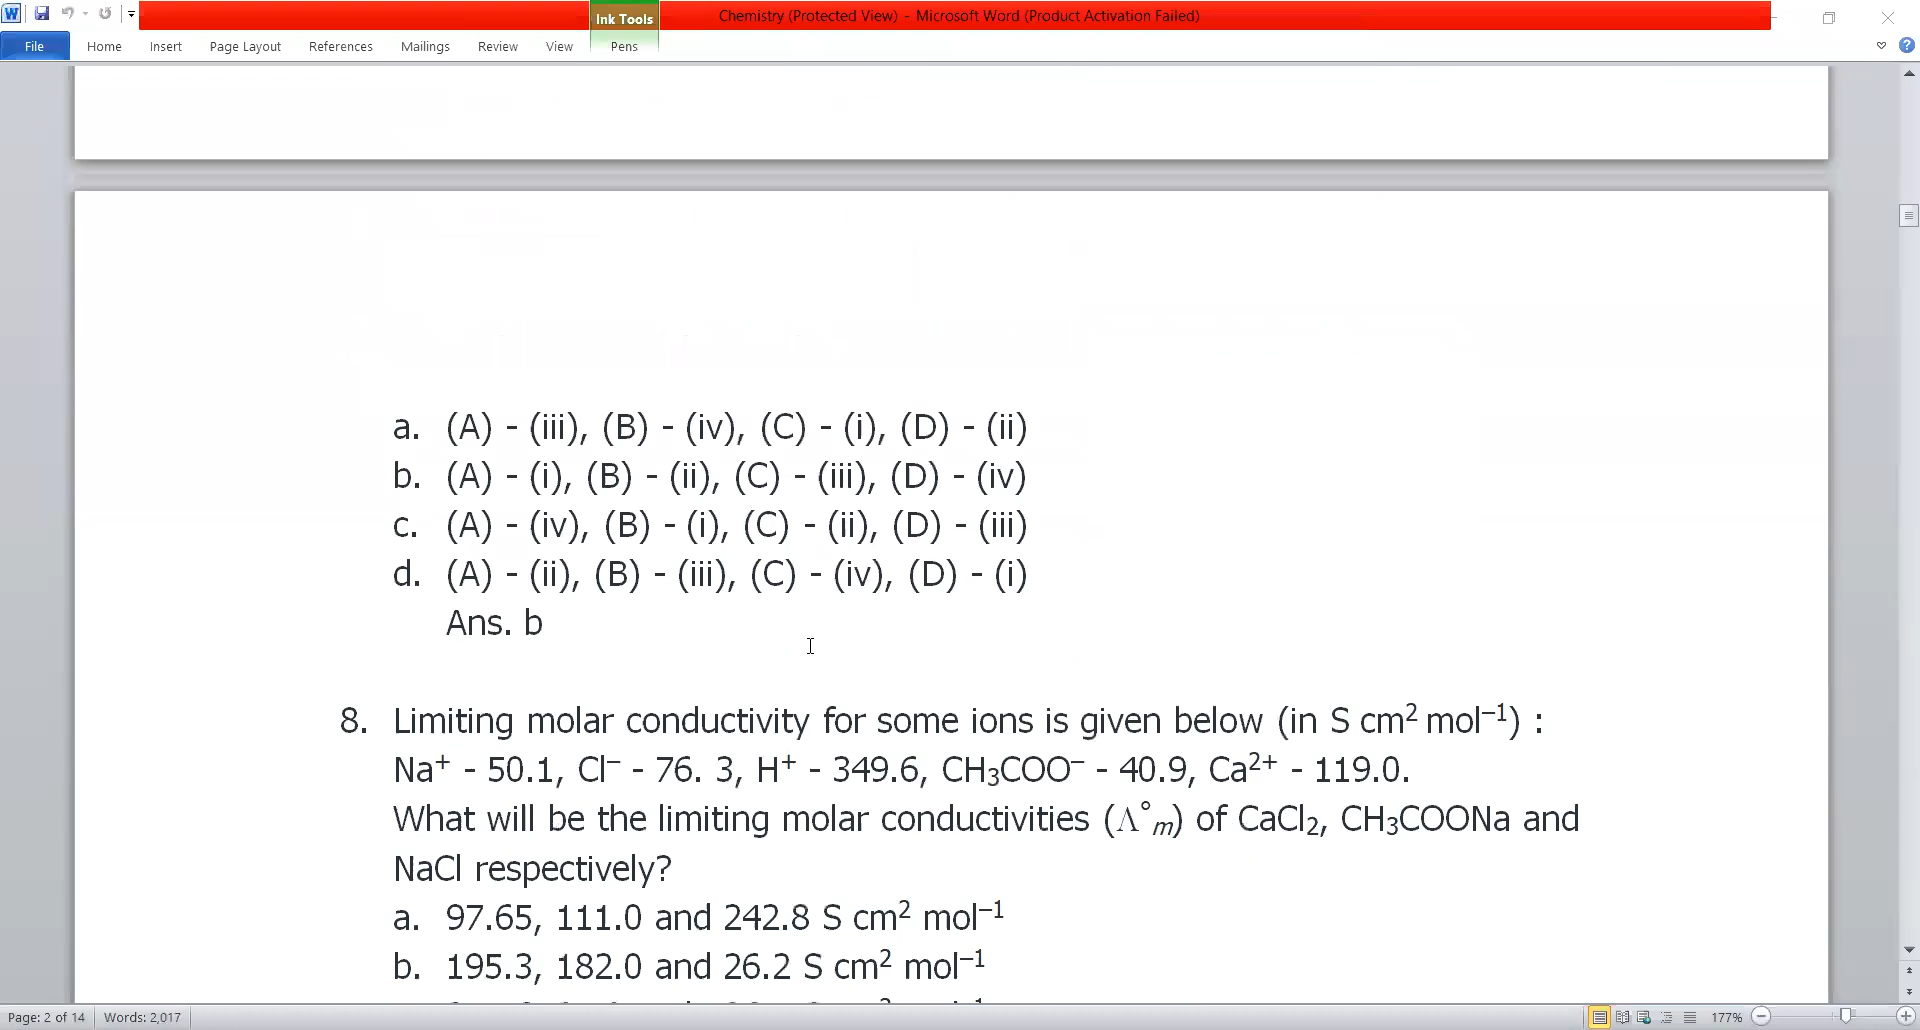 Ink Tools
Chemistry (Protected View) - Microsoft Word (Product Activation Failed)
File Home Insert Page Layout References Mailings Review View Pens
a. (A) - (iii), (B) - (iv), (C) - (i), (D) - (ii)
b. (A) - (i), (B) - (ii), (C) - (iii), (D) - (iv)
c. (A) - (iv), (B) - (i), (C) - (ii), (D) - (iii)
d. (A) - (ii), (B) - (iii), (C) - (iv), (D) - (i)
Ans. b
8. Limiting molar conductivity for some ions is given below (in S cm² mol⁻¹) :
Na⁺ - 50.1, Cl⁻ - 76. 3, H⁺ - 349.6, CH₃COO⁻ - 40.9, Ca²⁺ - 119.0.
What will be the limiting molar conductivities (Λ°ₘ) of CaCl₂, CH₃COONa and
NaCl respectively?
a. 97.65, 111.0 and 242.8 S cm² mol⁻¹
b. 195.3, 182.0 and 26.2 S cm² mol⁻¹
Page: 2 of 14 Words: 2,017 177%